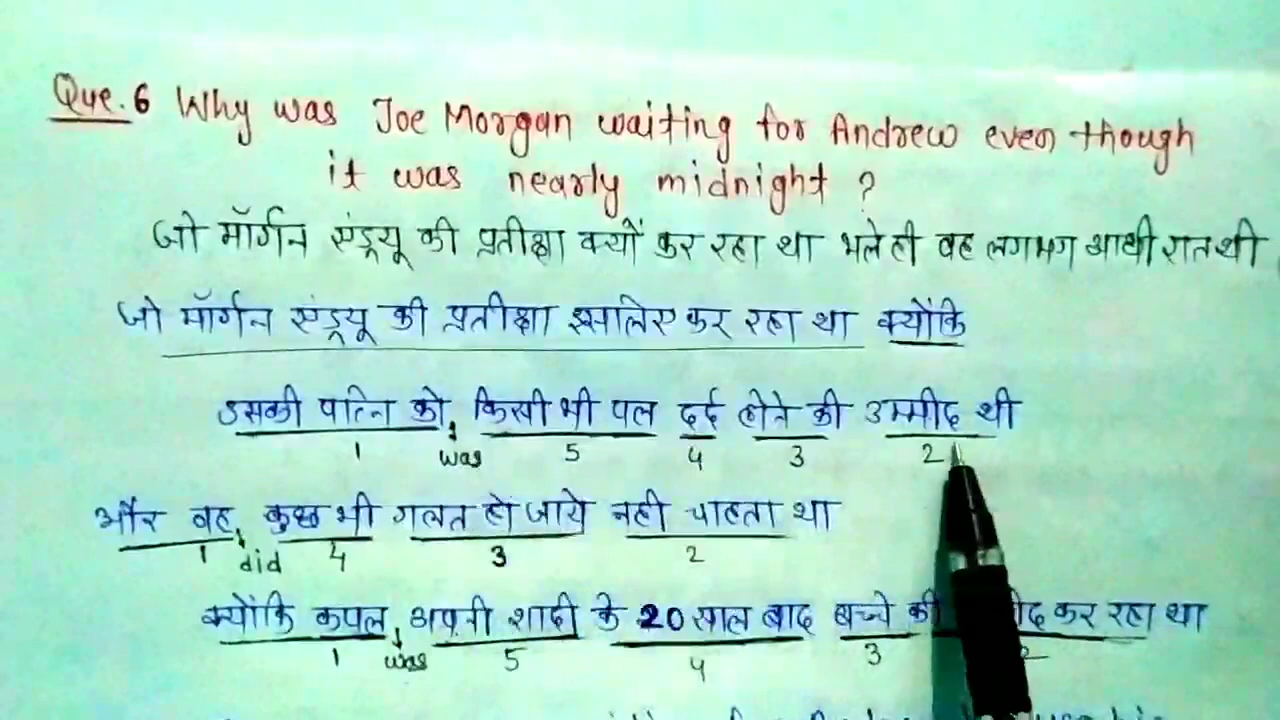 Que.6 Why was Joe Morgan waiting for Andrew even though
it was nearly midnight ?
जो मॉर्गन एंड्रयू की प्रतीक्षा क्यों कर रहा था भले ही वह लगभग आधी रात थी
जो मॉर्गन एंड्रयू की प्रतीक्षा इसलिए कर रहा था क्योंकि
उसकी पत्नि को किसी भी पल दर्द होने की उम्मीद थी
1 was 5 4 3 2
और वह कुछ भी गलत हो जाये नही चाहता था
1 did 4 3 2
क्योंकि कपल अपनी शादी के 20 साल बाद बच्चे की कर रहा था
1 was 5 4 3 2